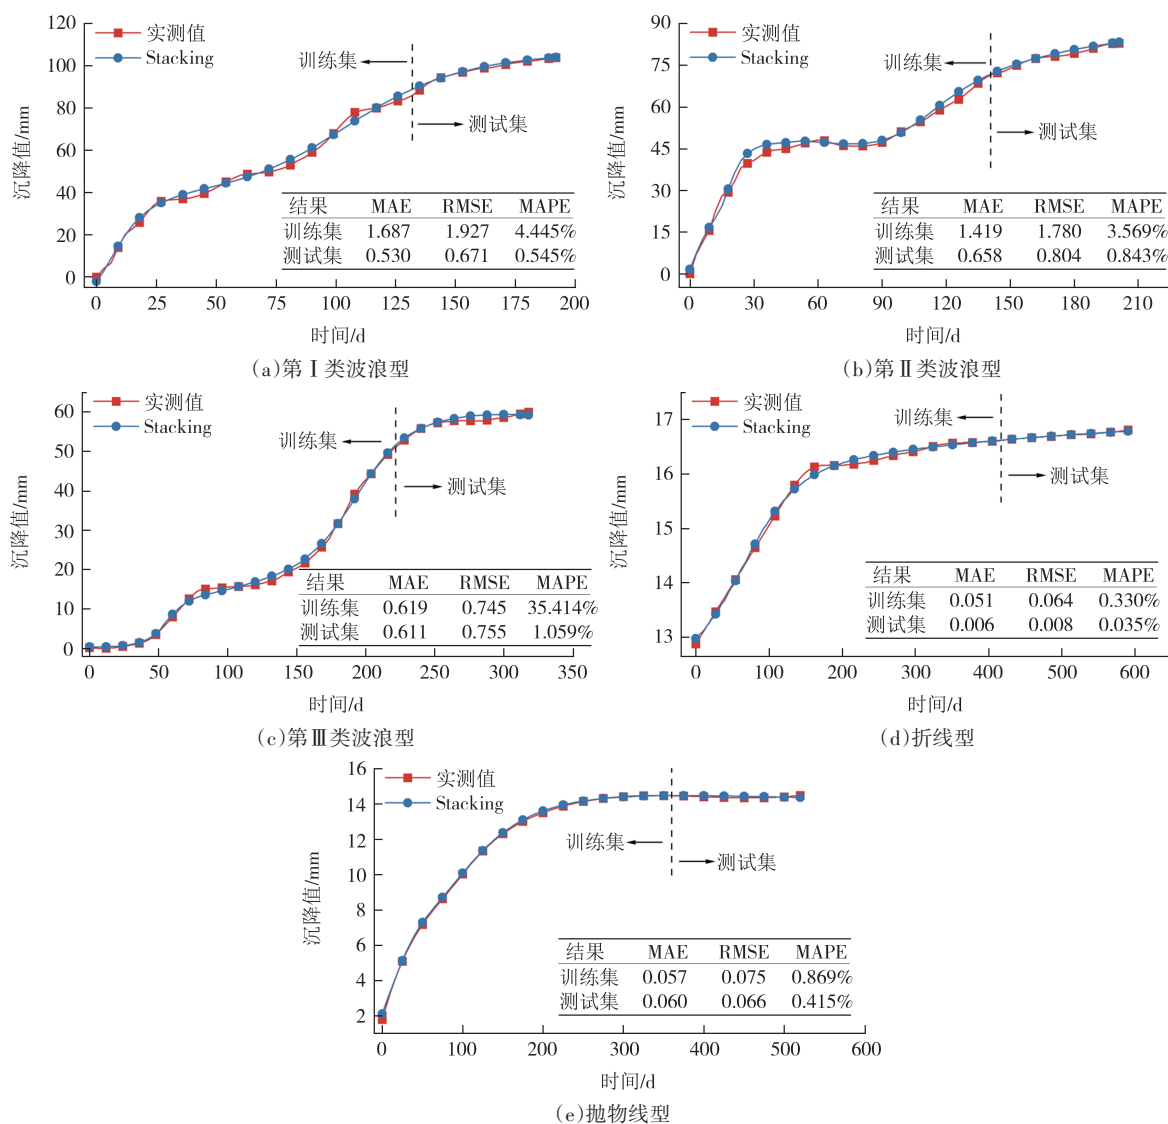 120
100
80
60
40
20
0
沉降值/mm
实测值
Stacking
训练集
测试集
结果 MAE RMSE MAPE
训练集 1.687 1.927 4.445%
测试集 0.530 0.671 0.545%
0 25 50 75 100 125 150 175 200
时间/d
(a)第Ⅰ类波浪型
90
75
60
45
30
15
0
沉降值/mm
实测值
Stacking
训练集
测试集
结果 MAE RMSE MAPE
训练集 1.419 1.780 3.569%
测试集 0.658 0.804 0.843%
0 30 60 90 120 150 180 210
时间/d
(b)第Ⅱ类波浪型
60
50
40
30
20
10
0
沉降值/mm
实测值
Stacking
训练集
测试集
结果 MAE RMSE MAPE
训练集 0.619 0.745 35.414%
测试集 0.611 0.755 1.059%
0 50 100 150 200 250 300 350
时间/d
(c)第Ⅲ类波浪型
17
16
15
14
13
沉降值/mm
实测值
Stacking
训练集
测试集
结果 MAE RMSE MAPE
训练集 0.051 0.064 0.330%
测试集 0.006 0.008 0.035%
0 100 200 300 400 500 600
时间/d
(d)折线型
16
14
12
10
8
6
4
2
沉降值/mm
实测值
Stacking
训练集
测试集
结果 MAE RMSE MAPE
训练集 0.057 0.075 0.869%
测试集 0.060 0.066 0.415%
0 100 200 300 400 500 600
时间/d
(e)抛物线型